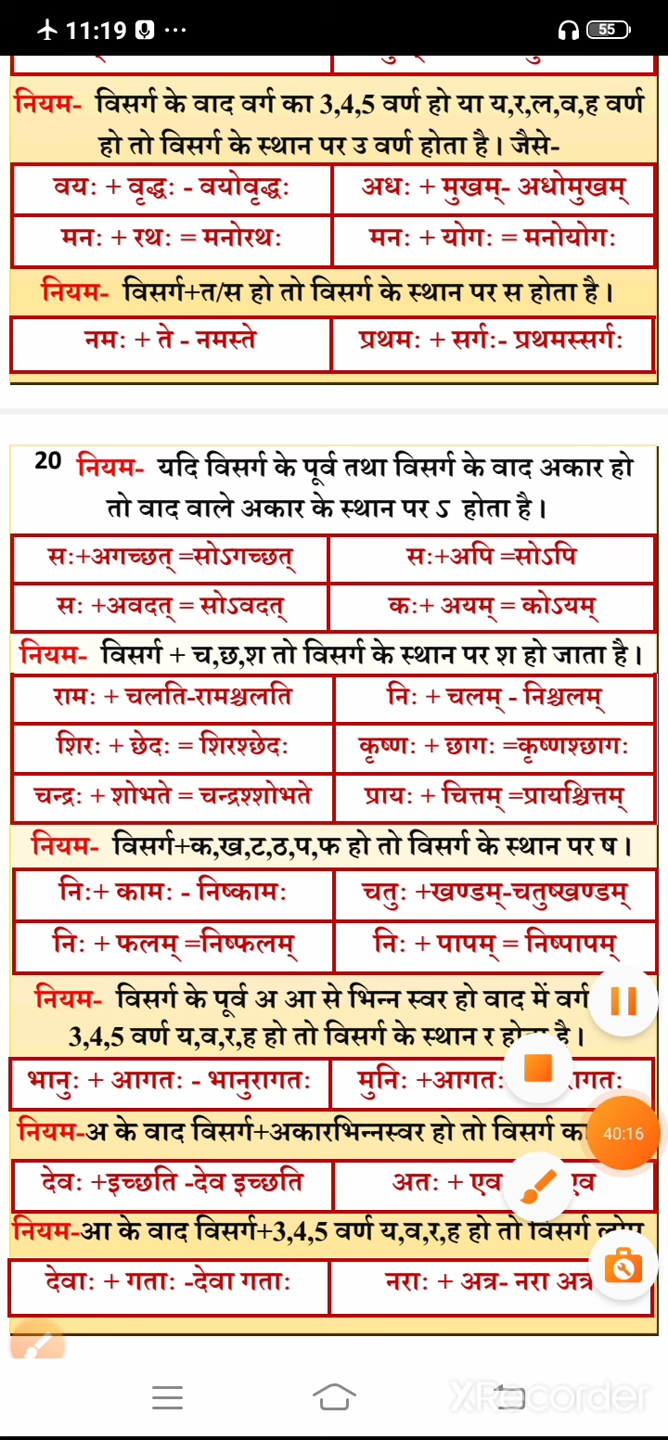 11:19
55
नियम- विसर्ग के वाद वर्ग का 3,4,5 वर्ण हो या य,र,ल,व,ह वर्ण
हो तो विसर्ग के स्थान पर उ वर्ण होता है। जैसे-
वयः + वृद्धः - वयोवृद्धः अधः + मुखम्- अधोमुखम्
मनः + रथः = मनोरथः मनः + योगः = मनोयोगः
नियम- विसर्ग+त/स हो तो विसर्ग के स्थान पर स होता है।
नमः + ते - नमस्ते प्रथमः + सर्गः- प्रथमस्सर्गः
20 नियम- यदि विसर्ग के पूर्व तथा विसर्ग के वाद अकार हो
तो वाद वाले अकार के स्थान पर ऽ होता है।
सः+अगच्छत् =सोऽगच्छत् सः+अपि =सोऽपि
सः +अवदत् = सोऽवदत् कः+ अयम् = कोऽयम्
नियम- विसर्ग + च,छ,श तो विसर्ग के स्थान पर श हो जाता है।
रामः + चलति-रामश्चलति निः + चलम् - निश्चलम्
शिरः + छेदः = शिरश्छेदः कृष्णः + छागः =कृष्णश्छागः
चन्द्रः + शोभते = चन्द्रश्शोभते प्रायः + चित्तम् =प्रायश्चित्तम्
नियम- विसर्ग+क,ख,ट,ठ,प,फ हो तो विसर्ग के स्थान पर ष।
निः+ कामः - निष्कामः चतुः +खण्डम्-चतुष्खण्डम्
निः + फलम् =निष्फलम् निः + पापम् = निष्पापम्
नियम- विसर्ग के पूर्व अ आ से भिन्न स्वर हो वाद में वर्ग
3,4,5 वर्ण य,व,र,ह हो तो विसर्ग के स्थान र है।
भानुः + आगतः - भानुरागतः मुनिः +आगतः गतः
40:16
नियम-अ के वाद विसर्ग+अकारभिन्नस्वर हो तो विसर्ग का
देवः +इच्छति -देव इच्छति अतः + एव एव
नियम-आ के वाद विसर्ग+3,4,5 वर्ण य,व,र,ह हो तो विसर्ग
देवाः + गताः -देवा गताः नराः + अत्र- नरा अत्र
XRecorder